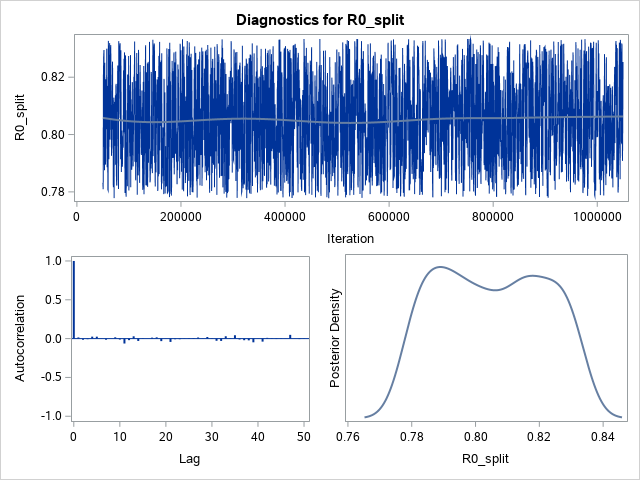 Diagnostics for R0_split
R0_split
0.82
0.80
0.78
0 200000 400000 600000 800000 1000000
Iteration
Autocorrelation
1.0
0.5
0.0
-0.5
-1.0
0 10 20 30 40 50
Lag
Posterior Density
0.76 0.78 0.80 0.82 0.84
R0_split